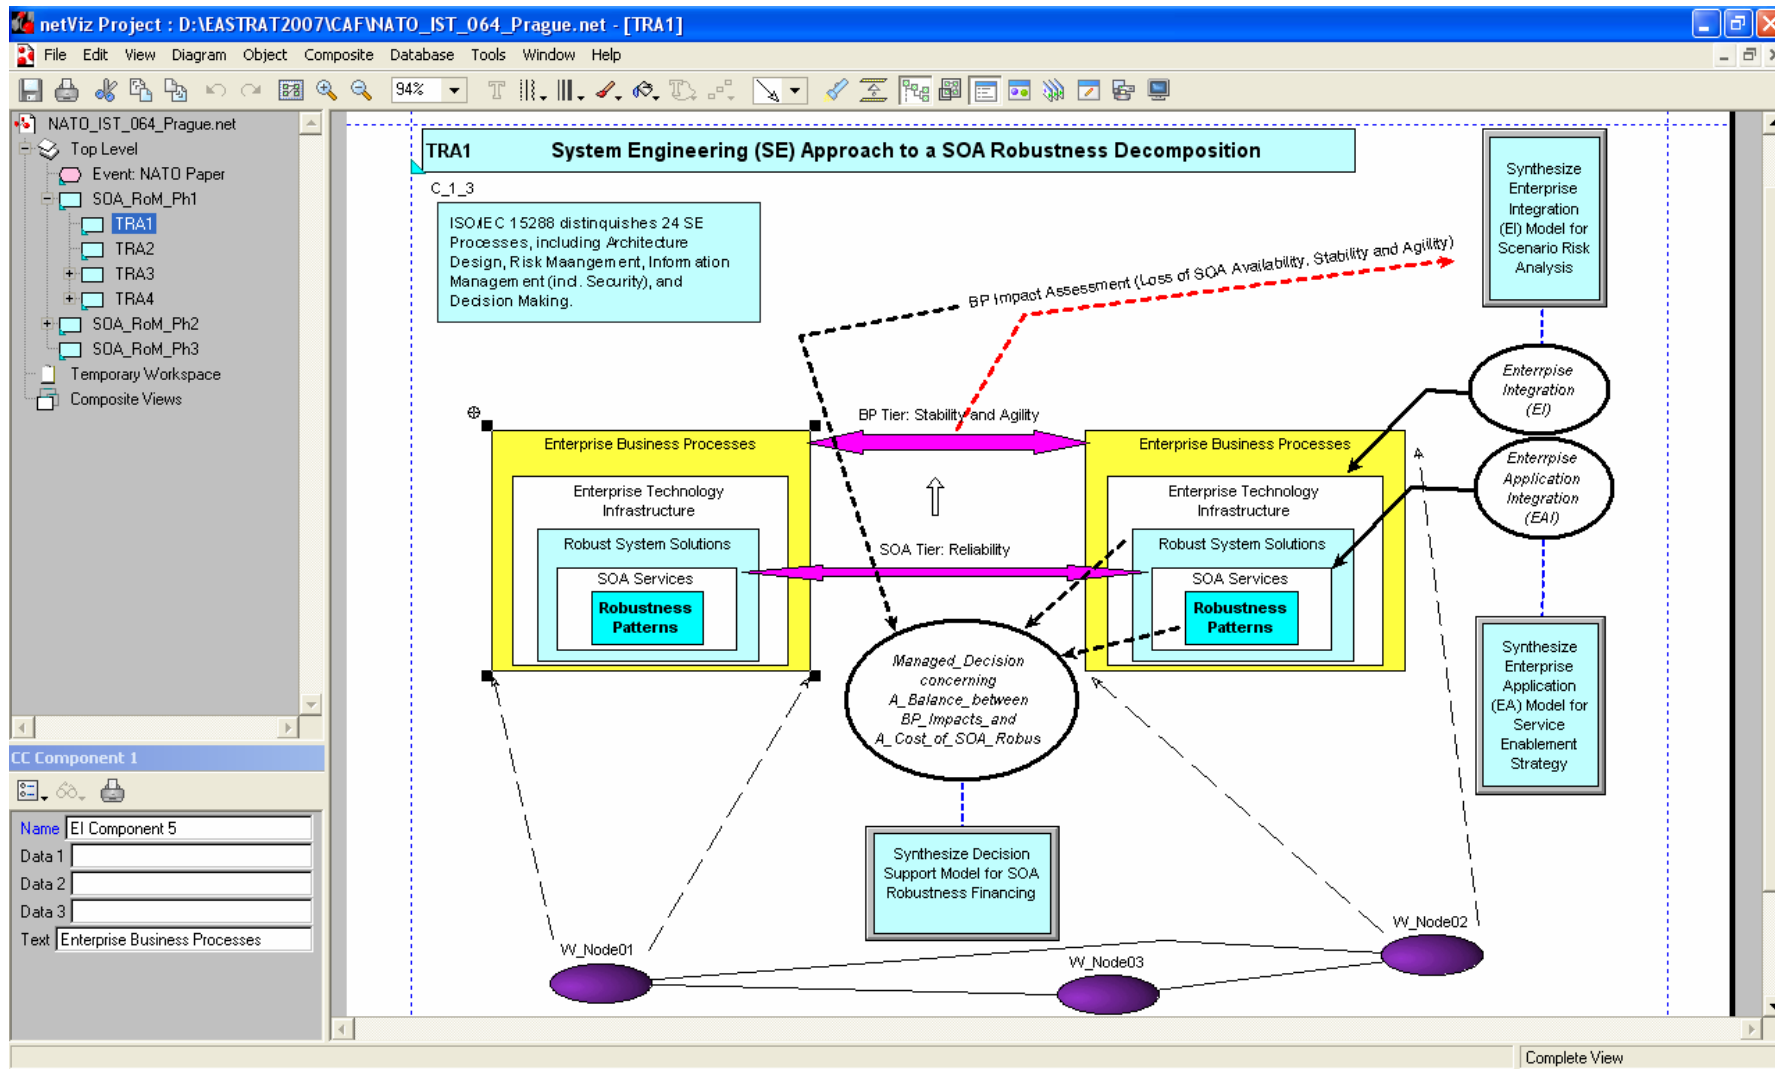 netViz Project : D:\EASTRAT2007\CAF\NATO_IST_064_Prague.net - [TRA1]
File Edit View Diagram Object Composite Database Tools Window Help
94%
NATO_IST_064_Prague.net
Top Level
Event: NATO Paper
SOA_RoM_Ph1
TRA1
TRA2
TRA3
TRA4
SOA_RoM_Ph2
SOA_RoM_Ph3
Temporary Workspace
Composite Views
CC Component 1
Name EI Component 5
Data 1
Data 2
Data 3
Text Enterprise Business Processes
TRA1 System Engineering (SE) Approach to a SOA Robustness Decomposition
C_1_3
ISO/IEC 15288 distinquishes 24 SE
Processes, including Architecture
Design, Risk Maangement, Information
Management (incl. Security), and
Decision Making.
BP Impact Assessment (Loss of SOA Availability, Stability and Agility)
Synthesize
Enterprise
Integration
(EI) Model for
Scenario Risk
Analysis
Enterrpise
Integration
(EI)
Enterrpise
Application
Integration
(EAI)
Synthesize
Enterprise
Application
(EA) Model for
Service
Enablement
Strategy
BP Tier: Stability and Agility
SOA Tier: Reliability
Enterprise Business Processes
Enterprise Technology
Infrastructure
Robust System Solutions
SOA Services
Robustness
Patterns
Enterprise Business Processes
Enterprise Technology
Infrastructure
Robust System Solutions
SOA Services
Robustness
Patterns
Managed_Decision
concerning
A_Balance_between
BP_Impacts_and
A_Cost_of_SOA_Robus
Synthesize Decision
Support Model for SOA
Robustness Financing
W_Node01
W_Node03
W_Node02
Complete View